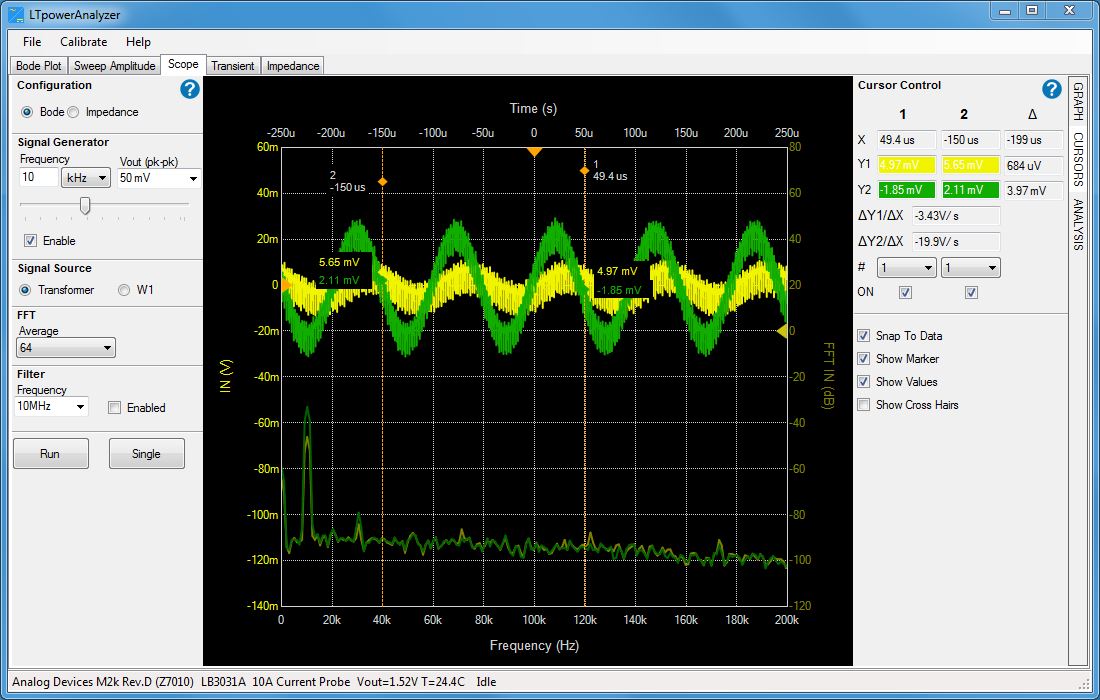 LTpowerAnalyzer
File Calibrate Help
Bode Plot Sweep Amplitude Scope Transient Impedance
Configuration
?
Bode Impedance
Signal Generator
Frequency Vout (pk-pk)
10 kHz 50 mV
Enable
Signal Source
Transformer W1
FFT
Average
64
Filter
Frequency
10MHz Enabled
Run Single
Time (s)
-250u -200u -150u -100u -50u 0 50u 100u 150u 200u 250u
60m
40m
20m
0
-20m
-40m
-60m
-80m
-100m
-120m
-140m
IN (V)
2
-150 us
1
49.4 us
5.65 mV
2.11 mV
4.97 mV
-1.85 mV
80
60
40
20
0
-20
-40
-60
-80
-100
-120
FFT IN (dB)
0 20k 40k 60k 80k 100k 120k 140k 160k 180k 200k
Frequency (Hz)
Cursor Control
?
1 2 Δ
X 49.4 us -150 us -199 us
Y1 4.97 mV 5.65 mV 684 uV
Y2 -1.85 mV 2.11 mV 3.97 mV
ΔY1/ΔX -3.43V/ s
ΔY2/ΔX -19.9V/ s
# 1 1
ON
Snap To Data
Show Marker
Show Values
Show Cross Hairs
GRAPH
CURSORS
ANALYSIS
Analog Devices M2k Rev.D (Z7010) LB3031A 10A Current Probe Vout=1.52V T=24.4C Idle